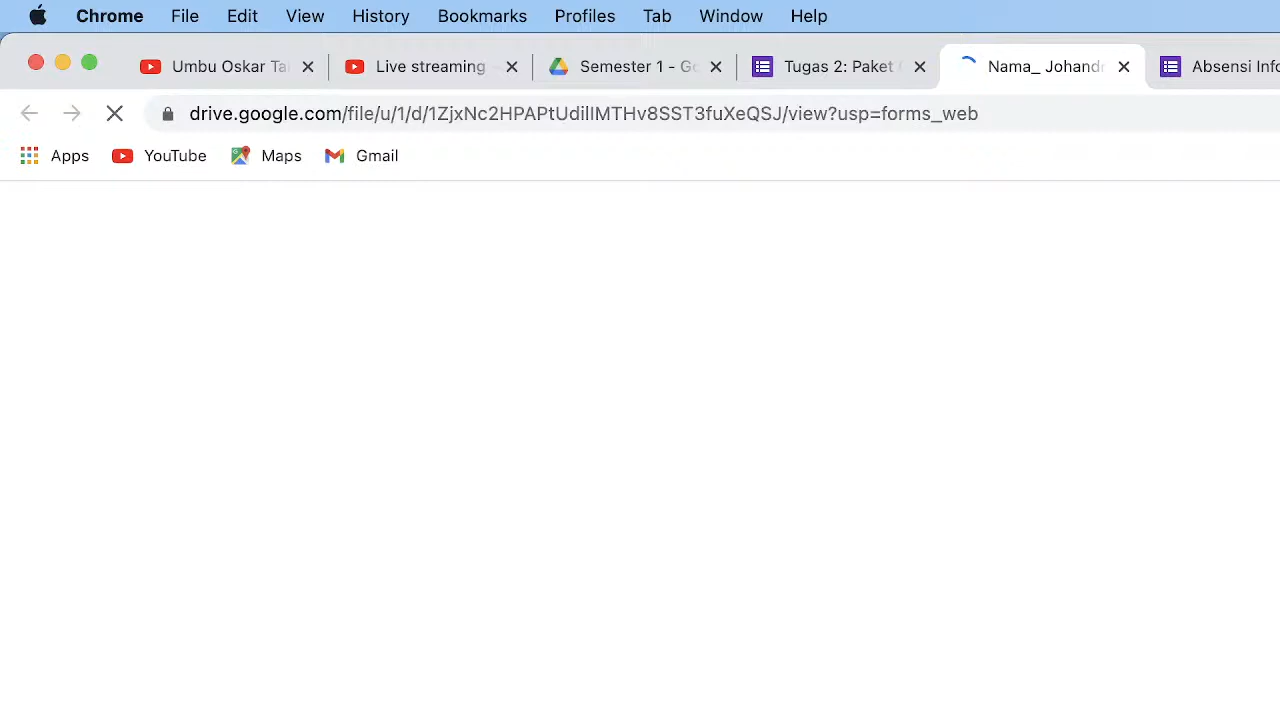 Chrome File Edit View History Bookmarks Profiles Tab Window Help
Umbu Oskar Ta Live streaming - Semester 1 - Go Tugas 2: Paket Nama_ Johand Absensi Info
drive.google.com/file/u/1/d/1ZjxNc2HPAPtUdilIMTHv8SST3fuXeQSJ/view?usp=forms_web
Apps YouTube Maps Gmail